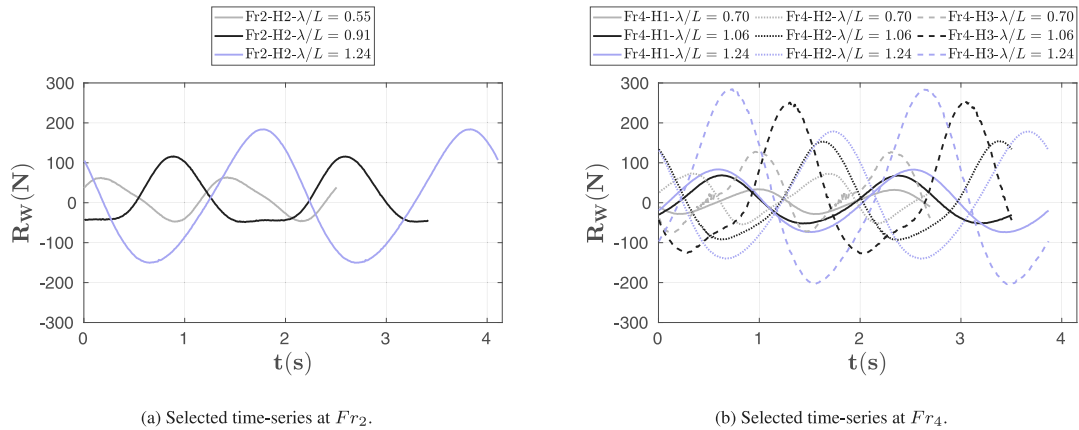 Fr2-H2-λ/L = 0.55
Fr2-H2-λ/L = 0.91
Fr2-H2-λ/L = 1.24
300
200
100
0
-100
-200
-300
R_W(N)
0 1 2 3 4
t(s)
(a) Selected time-series at Fr₂.
Fr4-H1-λ/L = 0.70 Fr4-H2-λ/L = 0.70 Fr4-H3-λ/L = 0.70
Fr4-H1-λ/L = 1.06 Fr4-H2-λ/L = 1.06 Fr4-H3-λ/L = 1.06
Fr4-H1-λ/L = 1.24 Fr4-H2-λ/L = 1.24 Fr4-H3-λ/L = 1.24
300
200
100
0
-100
-200
-300
R_W(N)
0 1 2 3 4
t(s)
(b) Selected time-series at Fr₄.